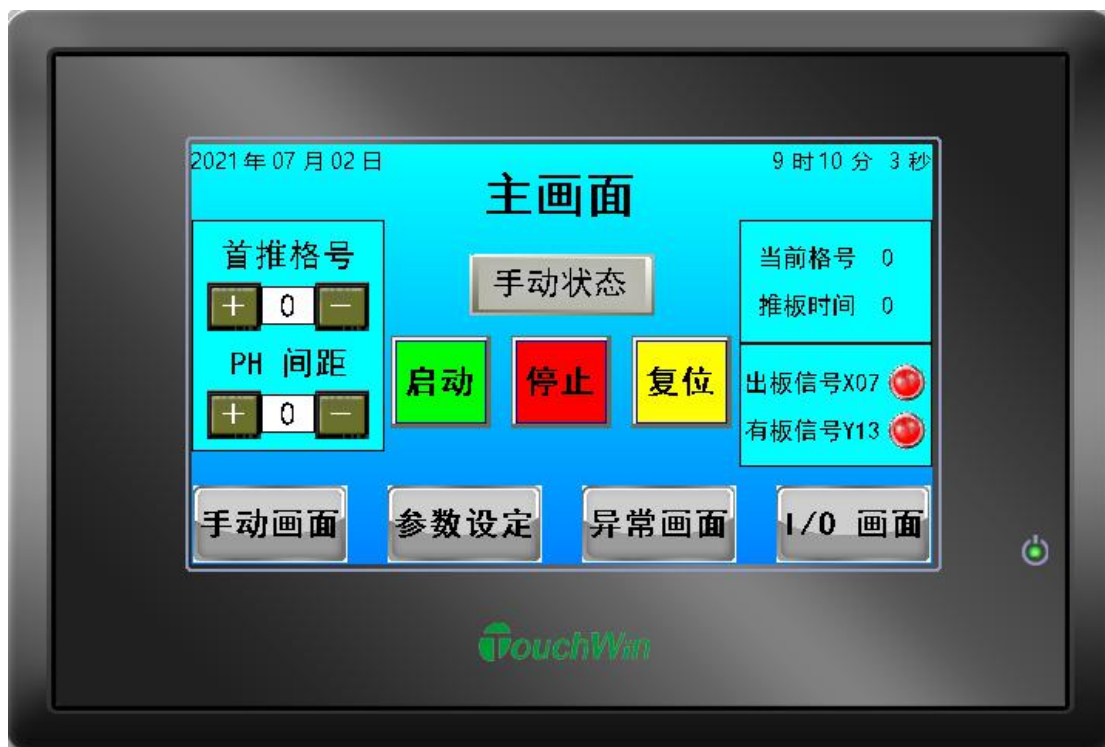 2021年07月02日
9时10分 3秒
主画面
首推格号
+ 0 -
PH 间距
+ 0 -
手动状态
启动
停止
复位
当前格号 0
推板时间 0
出板信号X07
有板信号Y13
手动画面
参数设定
异常画面
I/O 画面
TouchWin